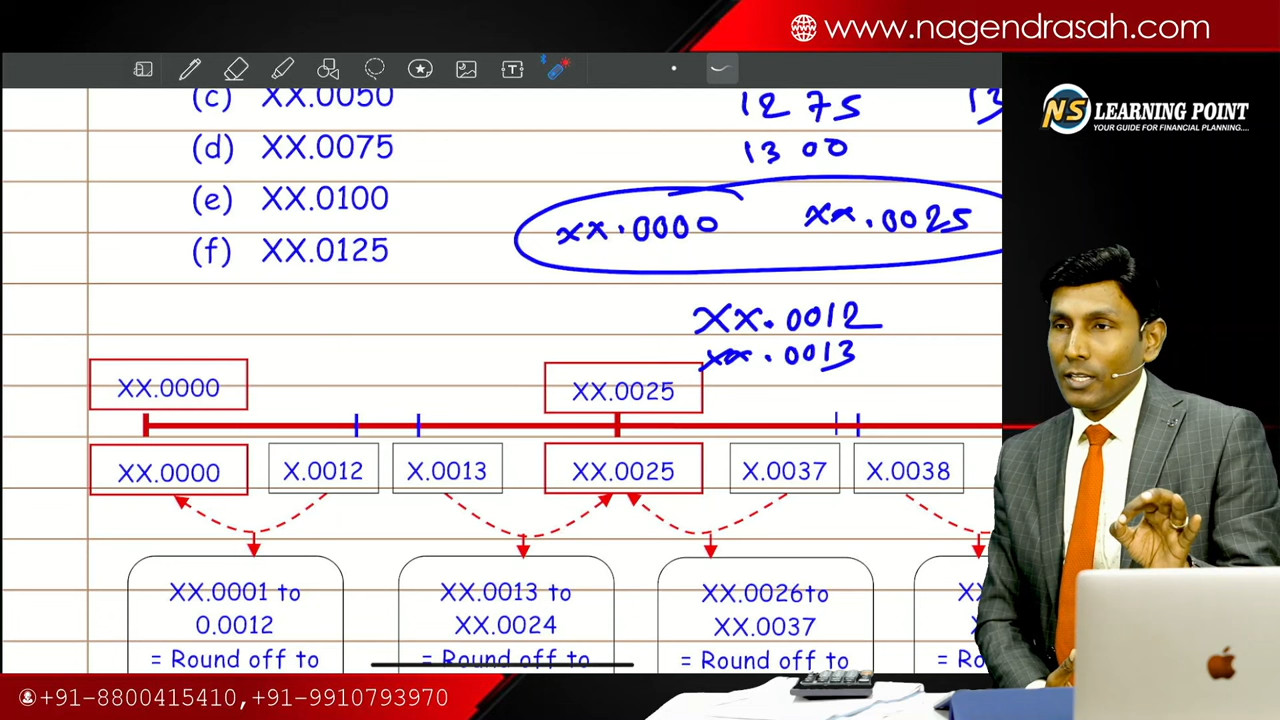 www.nagendrasah.com
NS LEARNING POINT
YOUR GUIDE FOR FINANCIAL PLANNING....
(c) XX.0050
(d) XX.0075
(e) XX.0100
(f) XX.0125
12 75
13
13 00
xx.0000 xx.0025
XX.0012
xx.0013
XX.0000 XX.0025
XX.0000 X.0012 X.0013 XX.0025 X.0037 X.0038
XX.0001 to
0.0012
= Round off to
XX.0013 to
XX.0024
= Round off to
XX.0026to
XX.0037
= Round off to
= Ro
+91-8800415410,+91-9910793970